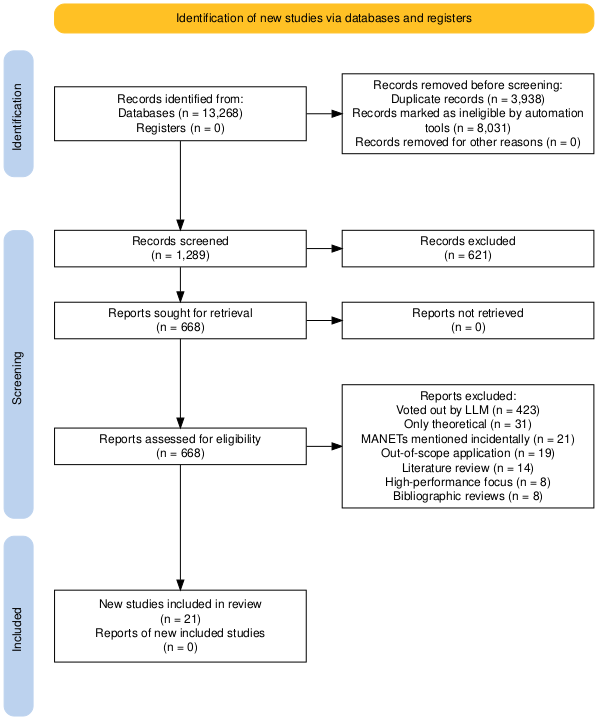 Identification of new studies via databases and registers
Identification
Records identified from:
Databases (n = 13,268)
Registers (n = 0)
Records removed before screening:
Duplicate records (n = 3,938)
Records marked as ineligible by automation
tools (n = 8,031)
Records removed for other reasons (n = 0)
Screening
Records screened
(n = 1,289)
Records excluded
(n = 621)
Reports sought for retrieval
(n = 668)
Reports not retrieved
(n = 0)
Reports assessed for eligibility
(n = 668)
Reports excluded:
Voted out by LLM (n = 423)
Only theoretical (n = 31)
MANETs mentioned incidentally (n = 21)
Out-of-scope application (n = 19)
Literature review (n = 14)
High-performance focus (n = 8)
Bibliographic reviews (n = 8)
Included
New studies included in review
(n = 21)
Reports of new included studies
(n = 0)